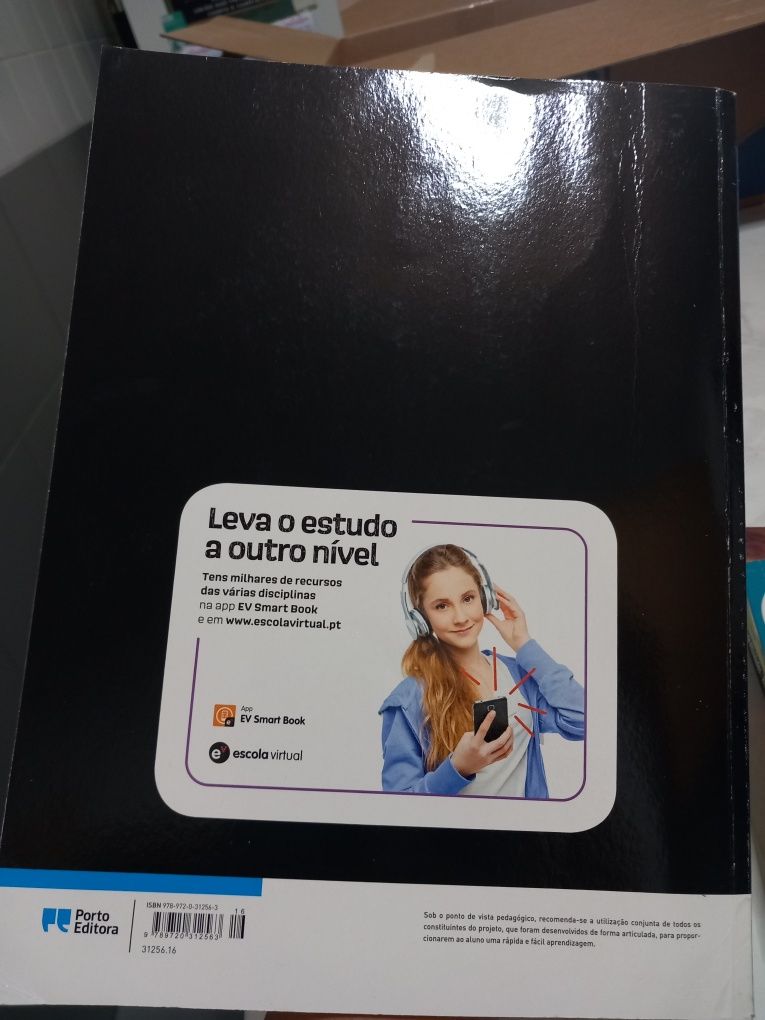 Leva o estudo
a outro nível
Tens milhares de recursos
das várias disciplinas
na app EV Smart Book
e em www.escolavirtual.pt
App
EV Smart Book
e
escola virtual
Porto
Editora
ISBN 978-972-0-31256-3
16
9 789720 312563
31256.16
Sob o ponto de vista pedagógico, recomenda-se a utilização conjunta de todos os
constituintes do projeto, que foram desenvolvidos de forma articulada, para propor-
cionarem ao aluno uma rápida e fácil aprendizagem.